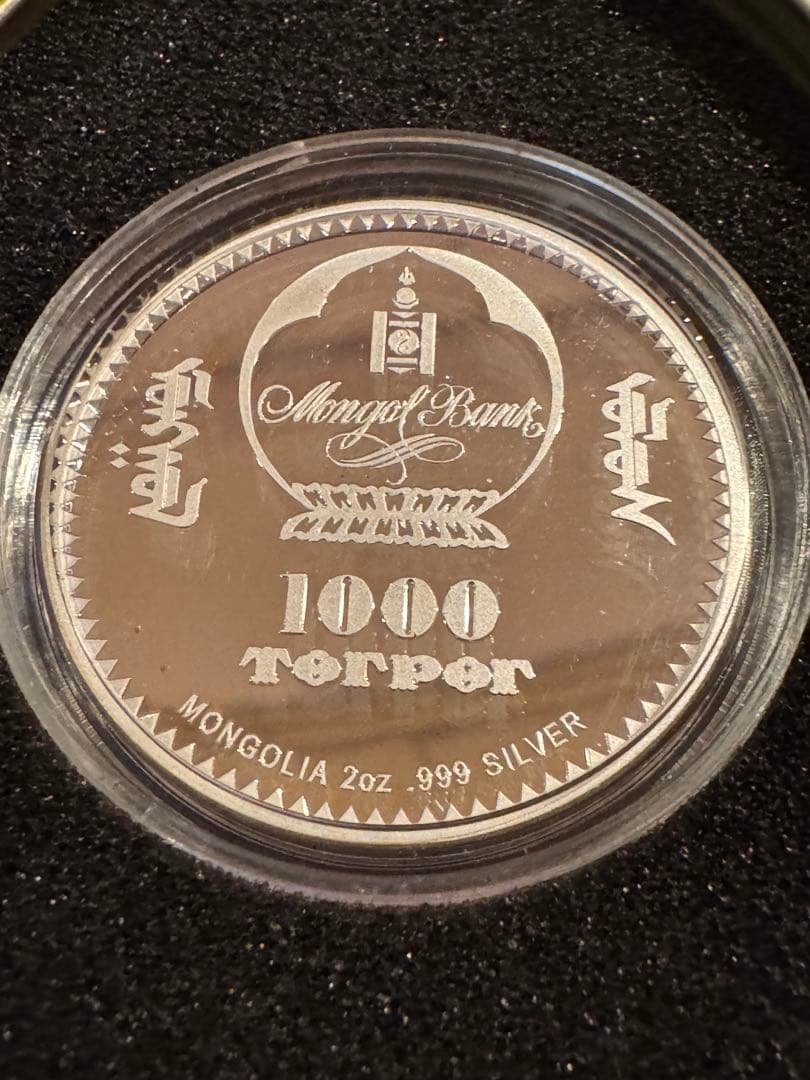 Mongol Bank
1000
ТӨГРӨГ
MONGOLIA 2oz .999 SILVER